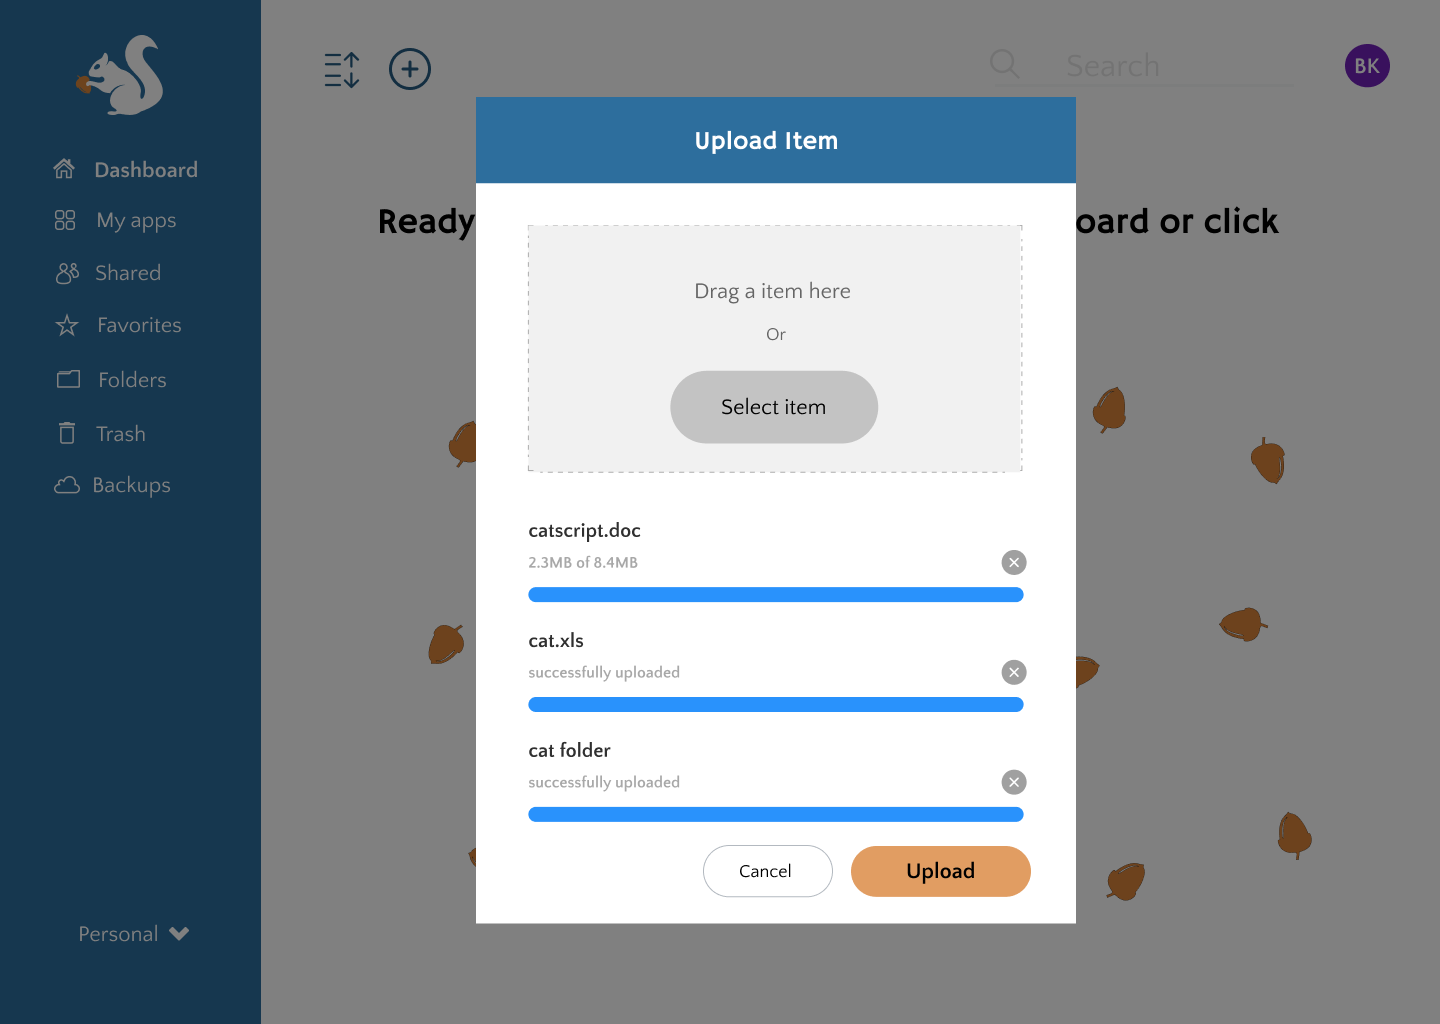 Search
BK
Dashboard
My apps
Shared
Favorites
Folders
Trash
Backups
Personal
Ready
oard or click
Upload Item
Drag a item here
Or
Select item
catscript.doc
2.3MB of 8.4MB
cat.xls
successfully uploaded
cat folder
successfully uploaded
Cancel
Upload